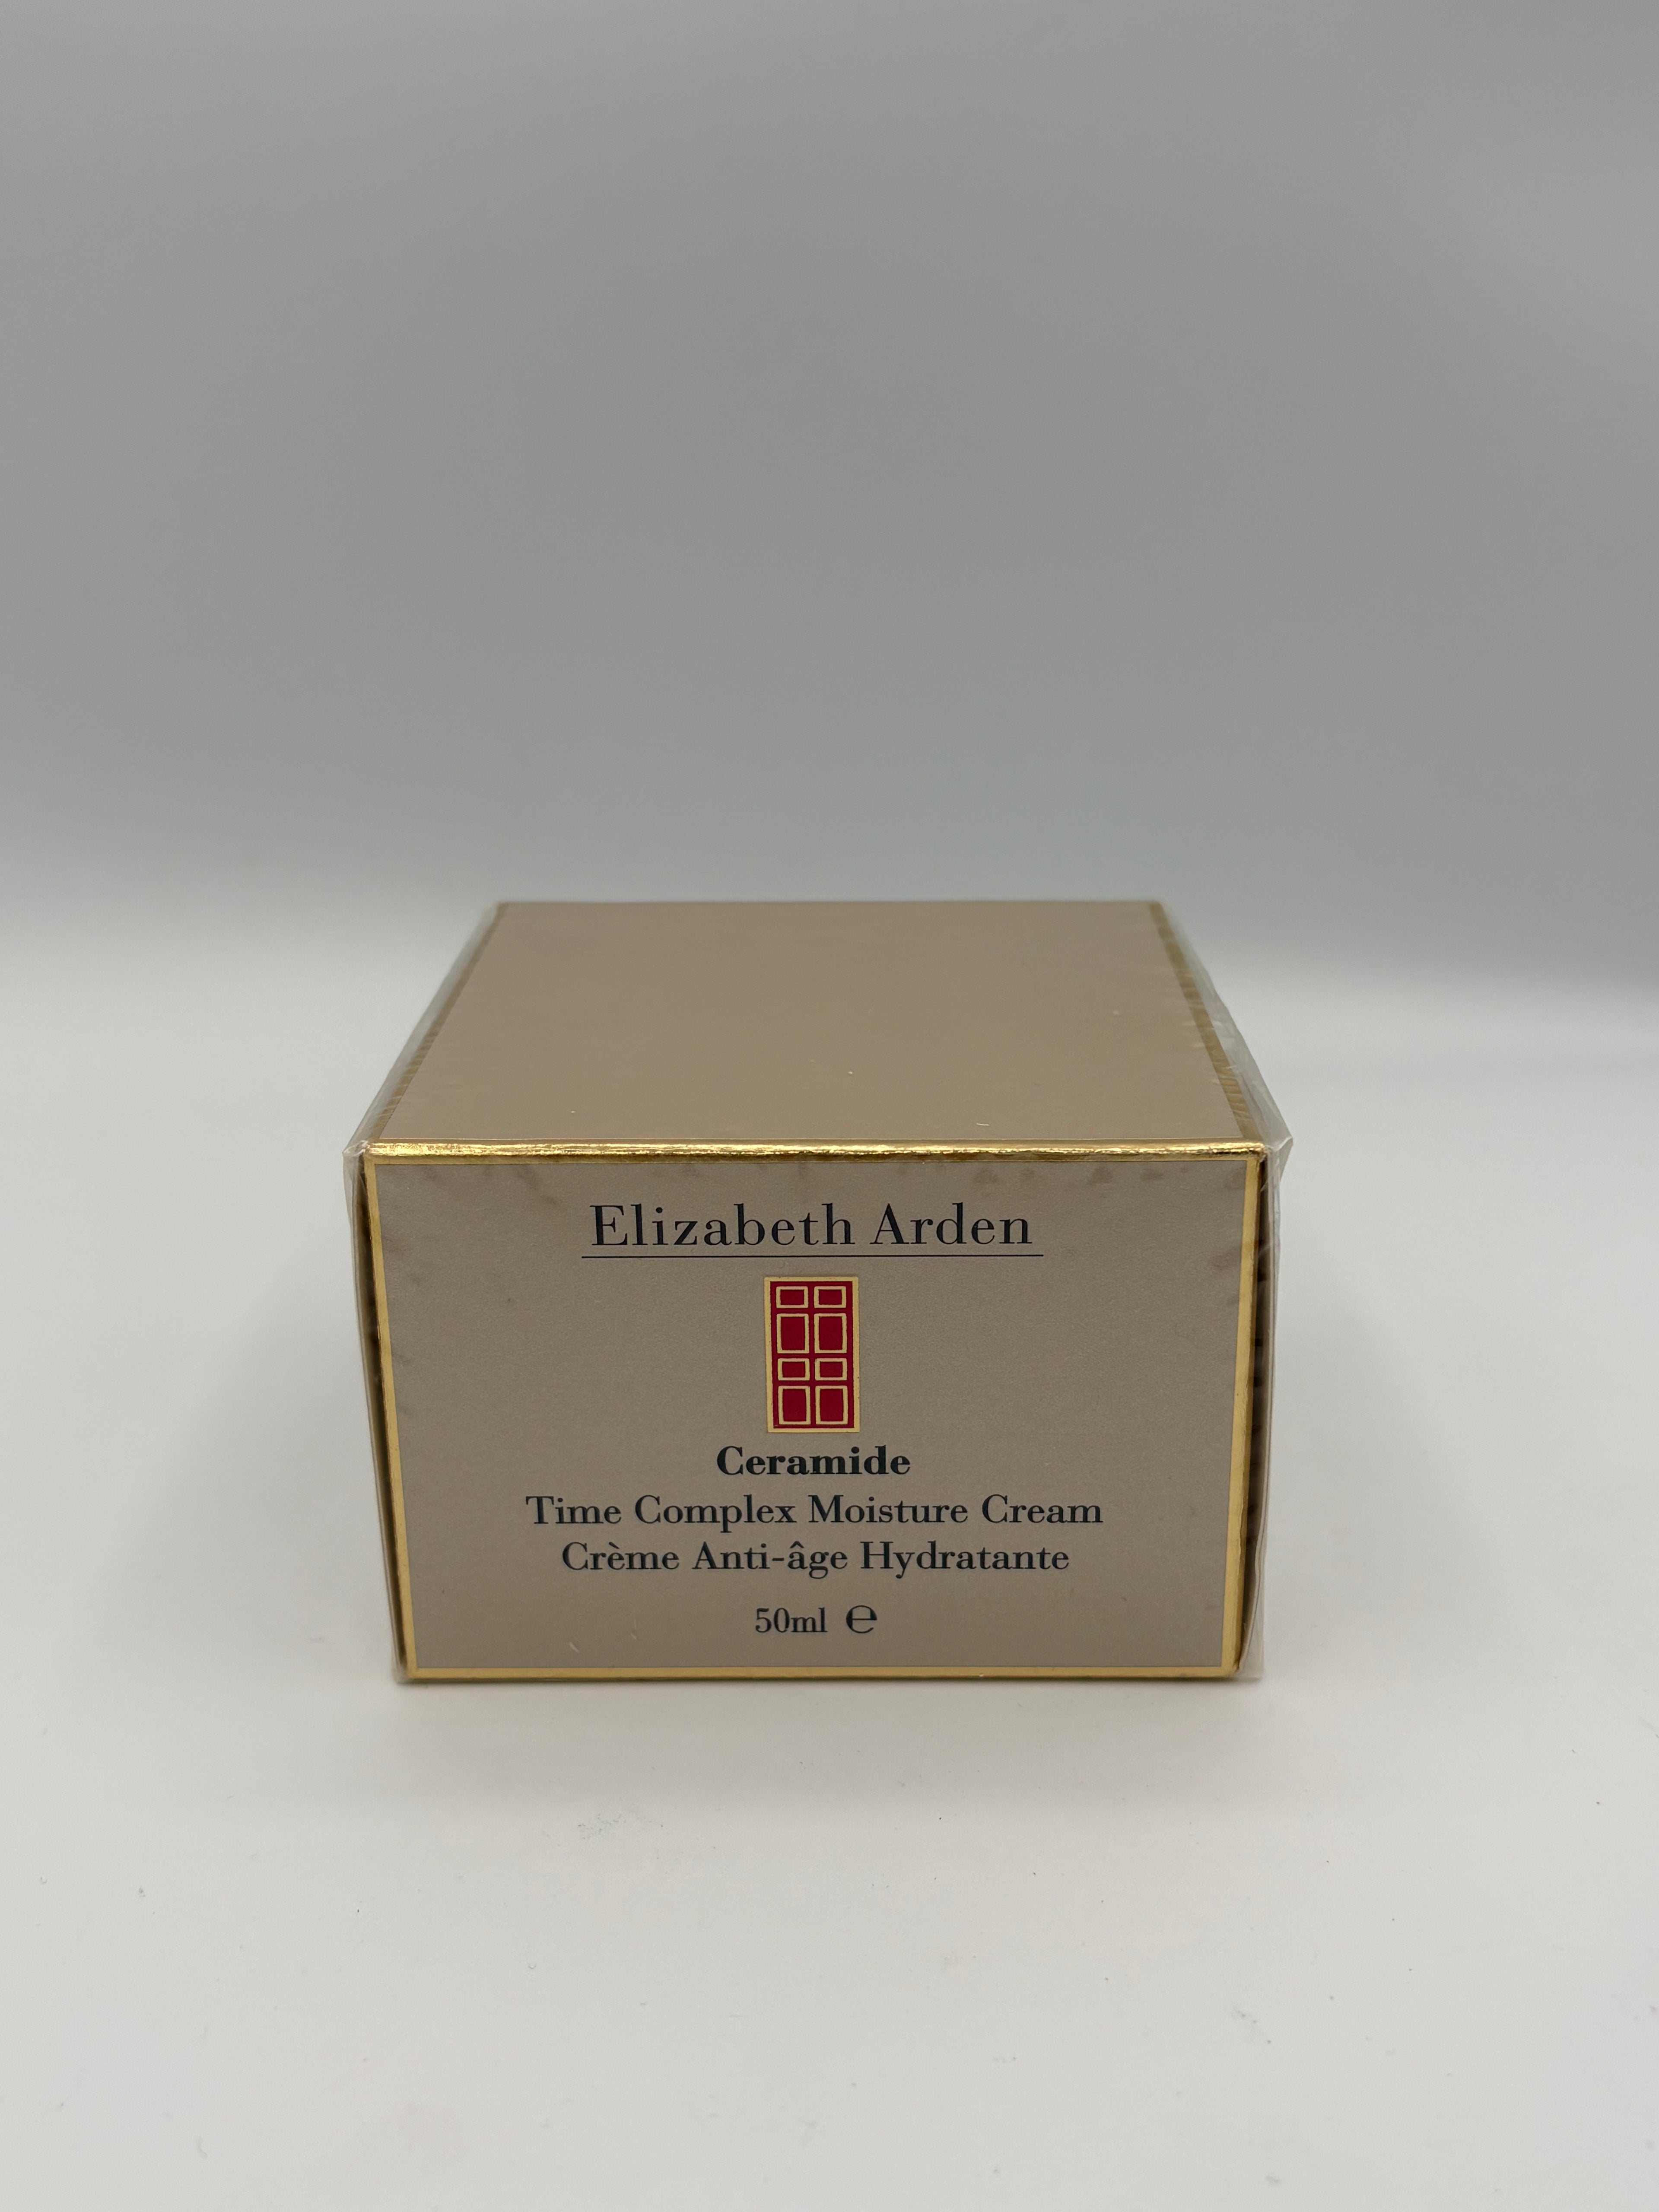 Elizabeth Arden
Ceramide
Time Complex Moisture Cream
Crème Anti-âge Hydratante
50ml ℮